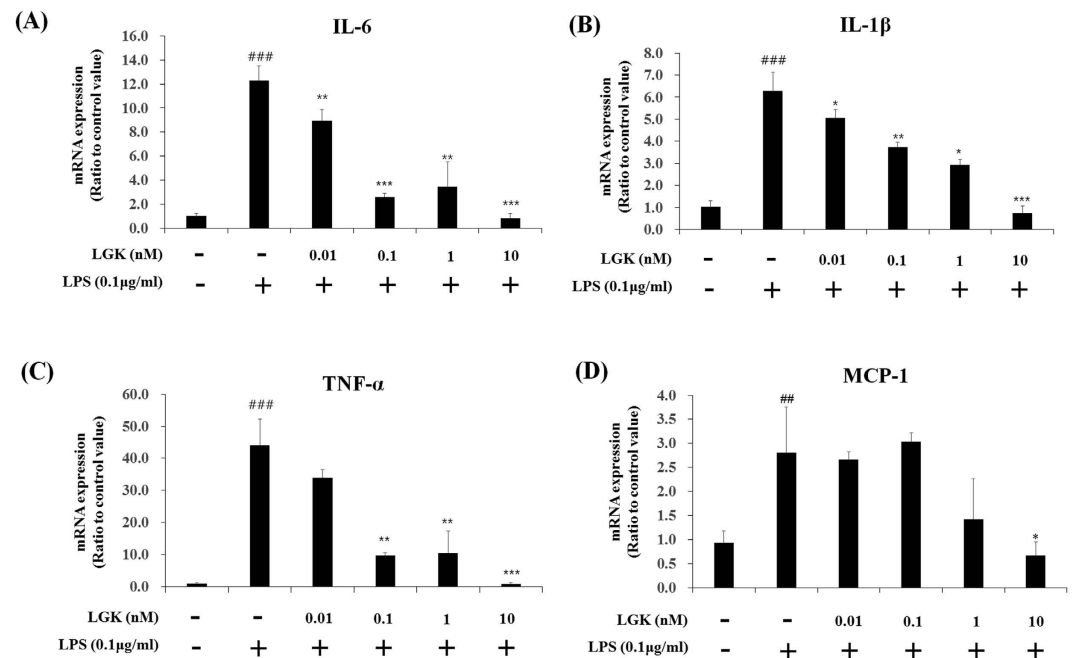 (A)
IL-6
mRNA expression
(Ratio to control value)
16.0
14.0
12.0
10.0
8.0
6.0
4.0
2.0
0.0
###
**
***
**
***
LGK (nM) - - 0.01 0.1 1 10
LPS (0.1µg/ml) - + + + + +
(B)
IL-1β
mRNA expression
(Ratio to control value)
8.0
7.0
6.0
5.0
4.0
3.0
2.0
1.0
0.0
###
*
**
*
***
LGK (nM) - - 0.01 0.1 1 10
LPS (0.1µg/ml) - + + + + +
(C)
TNF-α
mRNA expression
(Ratio to control value)
60.0
50.0
40.0
30.0
20.0
10.0
0.0
###
**
**
***
LGK (nM) - - 0.01 0.1 1 10
LPS (0.1µg/ml) - + + + + +
(D)
MCP-1
mRNA expression
(Ratio to control value)
4.0
3.5
3.0
2.5
2.0
1.5
1.0
0.5
0.0
##
*
LGK (nM) - - 0.01 0.1 1 10
LPS (0.1µg/ml) - + + + + +